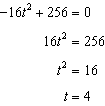 −16t² + 256 = 0
16t² = 256
t² = 16
t = 4